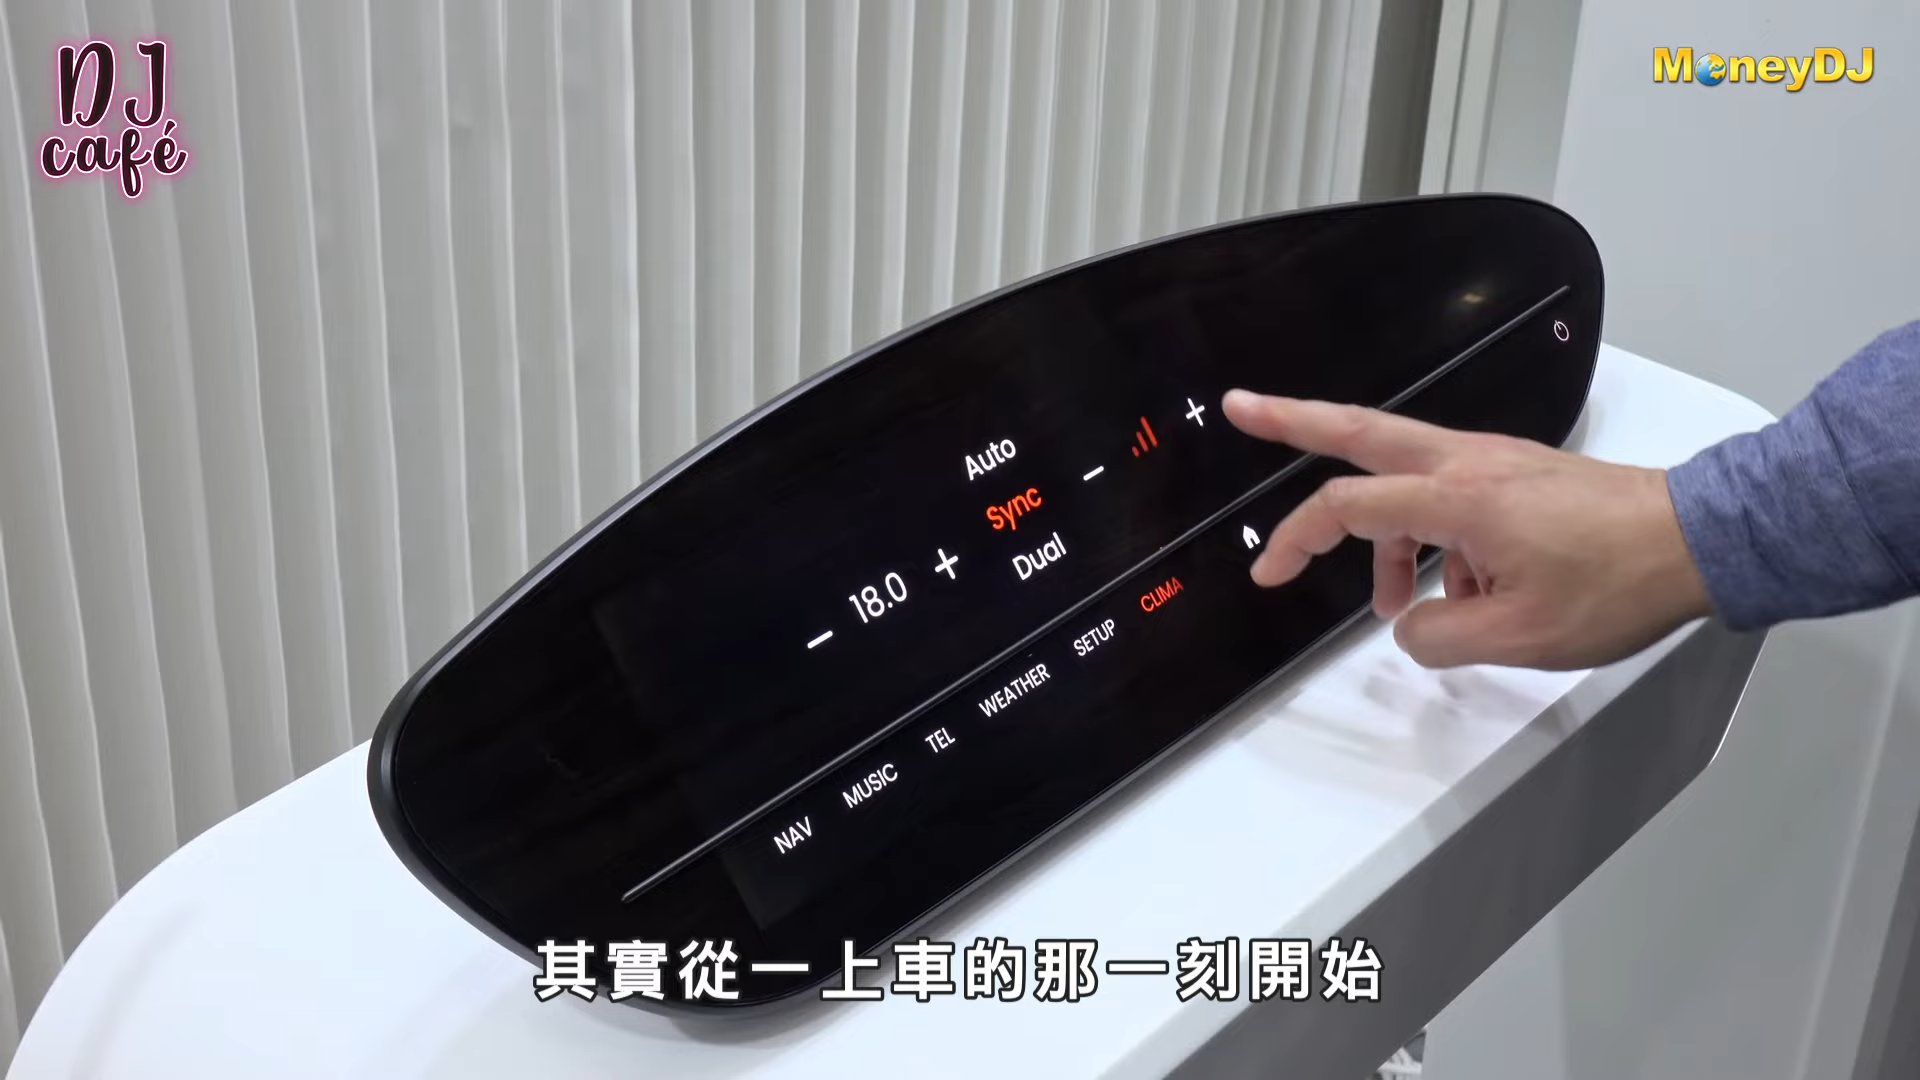 DJ
café
MoneyDJ
Auto
Sync
Dual
18.0
NAV
MUSIC
TEL
WEATHER
SETUP
CLIMA
其實從一上車的那一刻開始